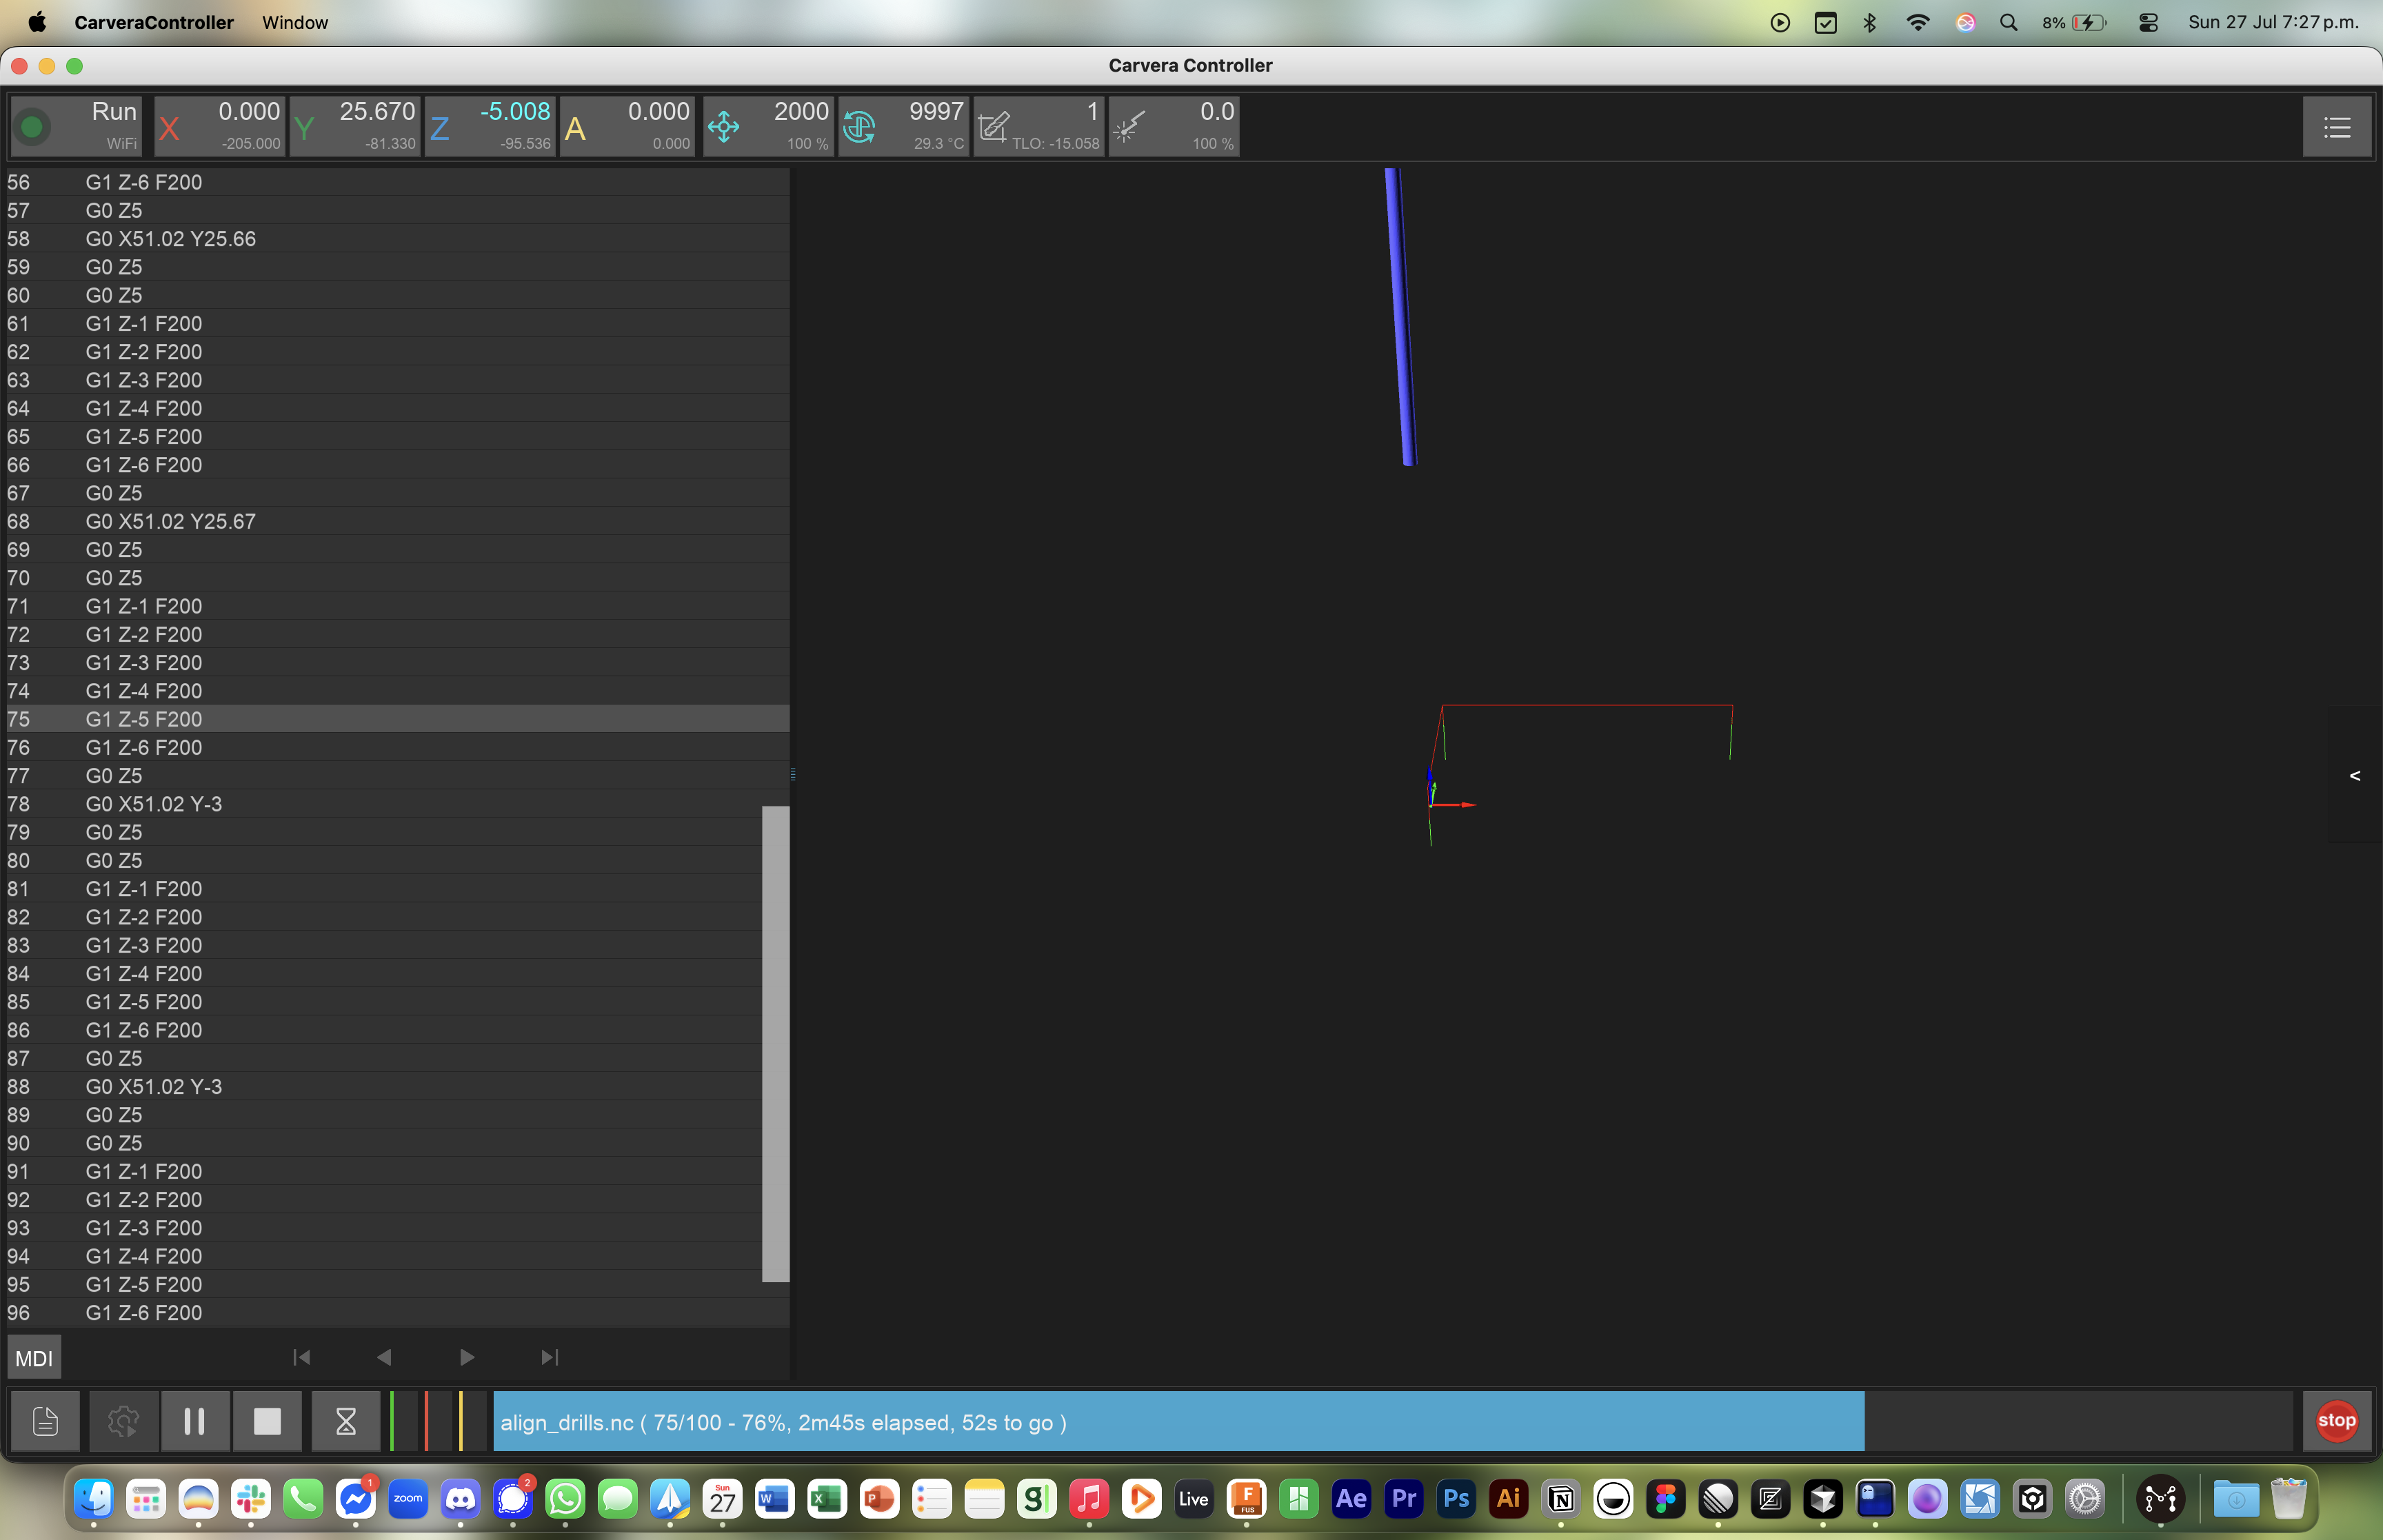 CarveraController Window 8% Sun 27 Jul 7:27 p.m.
Carvera Controller
Run X 0.000 Y 25.670 Z -5.008 A 0.000 2000 9997 1 0.0
WiFi -205.000 -81.330 -95.536 0.000 100 % 29.3 °C TLO: -15.058 100 %
56 G1 Z-6 F200
57 G0 Z5
58 G0 X51.02 Y25.66
59 G0 Z5
60 G0 Z5
61 G1 Z-1 F200
62 G1 Z-2 F200
63 G1 Z-3 F200
64 G1 Z-4 F200
65 G1 Z-5 F200
66 G1 Z-6 F200
67 G0 Z5
68 G0 X51.02 Y25.67
69 G0 Z5
70 G0 Z5
71 G1 Z-1 F200
72 G1 Z-2 F200
73 G1 Z-3 F200
74 G1 Z-4 F200
75 G1 Z-5 F200
76 G1 Z-6 F200
77 G0 Z5
78 G0 X51.02 Y-3
79 G0 Z5
80 G0 Z5
81 G1 Z-1 F200
82 G1 Z-2 F200
83 G1 Z-3 F200
84 G1 Z-4 F200
85 G1 Z-5 F200
86 G1 Z-6 F200
87 G0 Z5
88 G0 X51.02 Y-3
89 G0 Z5
90 G0 Z5
91 G1 Z-1 F200
92 G1 Z-2 F200
93 G1 Z-3 F200
94 G1 Z-4 F200
95 G1 Z-5 F200
96 G1 Z-6 F200
<
MDI
align_drills.nc ( 75/100 - 76%, 2m45s elapsed, 52s to go )
stop
1 zoom 2 Sun 27 W X P g Live F FUS Ae Pr Ps Ai N